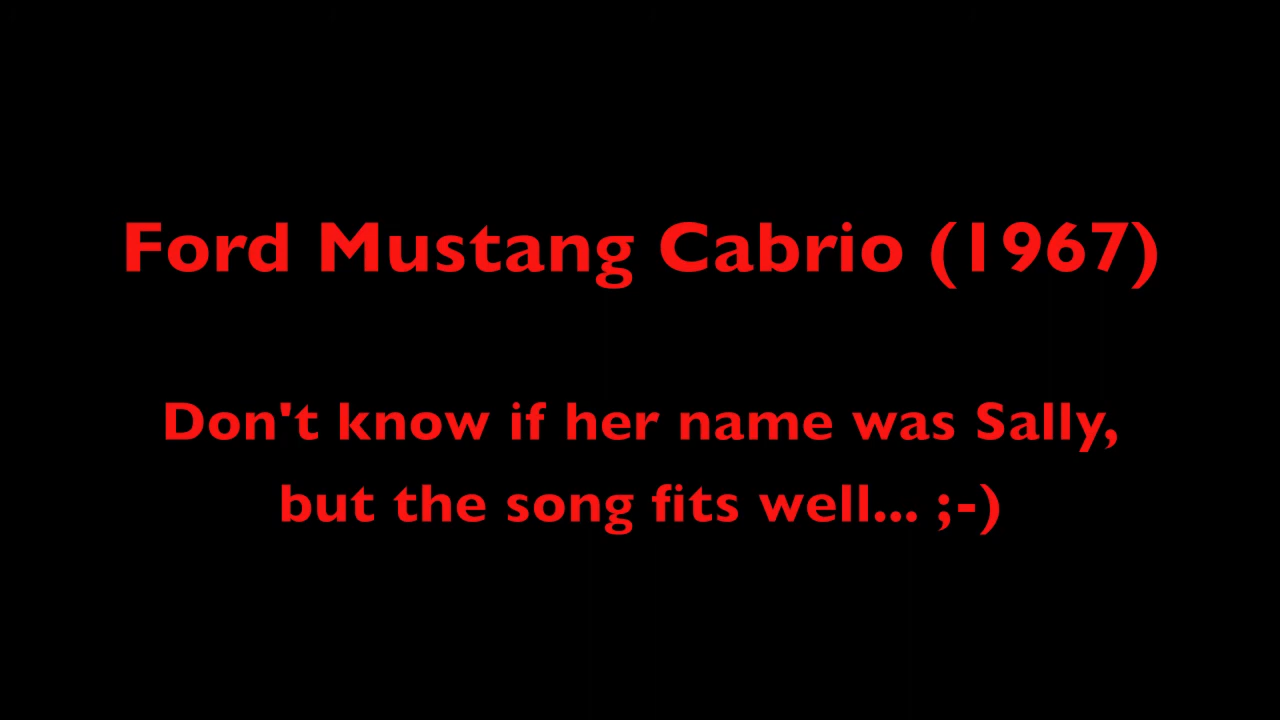 Ford Mustang Cabrio (1967)
Don't know if her name was Sally,
but the song fits well... ;-)